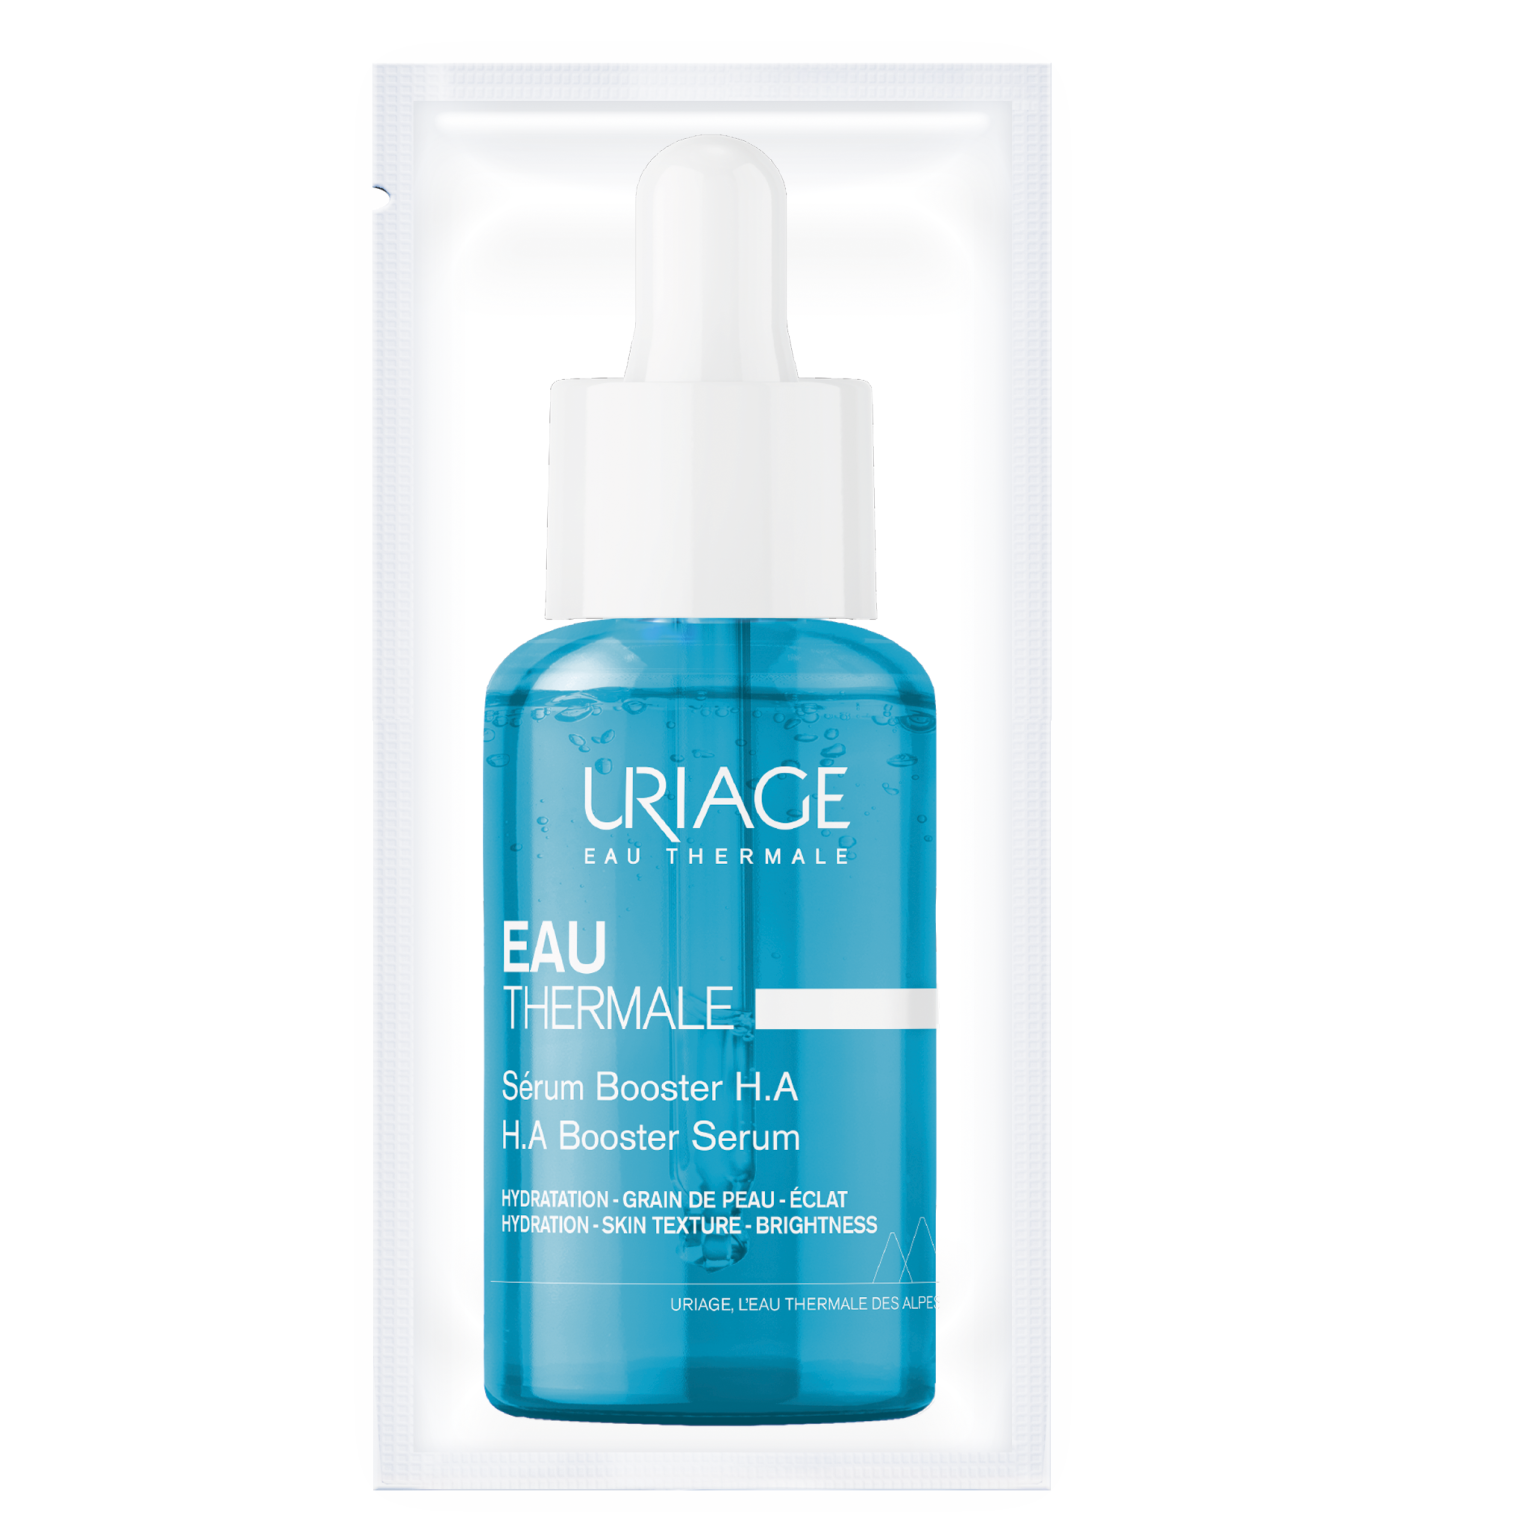 URIAGE
EAU THERMALE
EAU
THERMALE
Sérum Booster H.A
H.A Booster Serum
HYDRATATION - GRAIN DE PEAU - ÉCLAT
HYDRATION - SKIN TEXTURE - BRIGHTNESS
URIAGE, L'EAU THERMALE DES ALPES